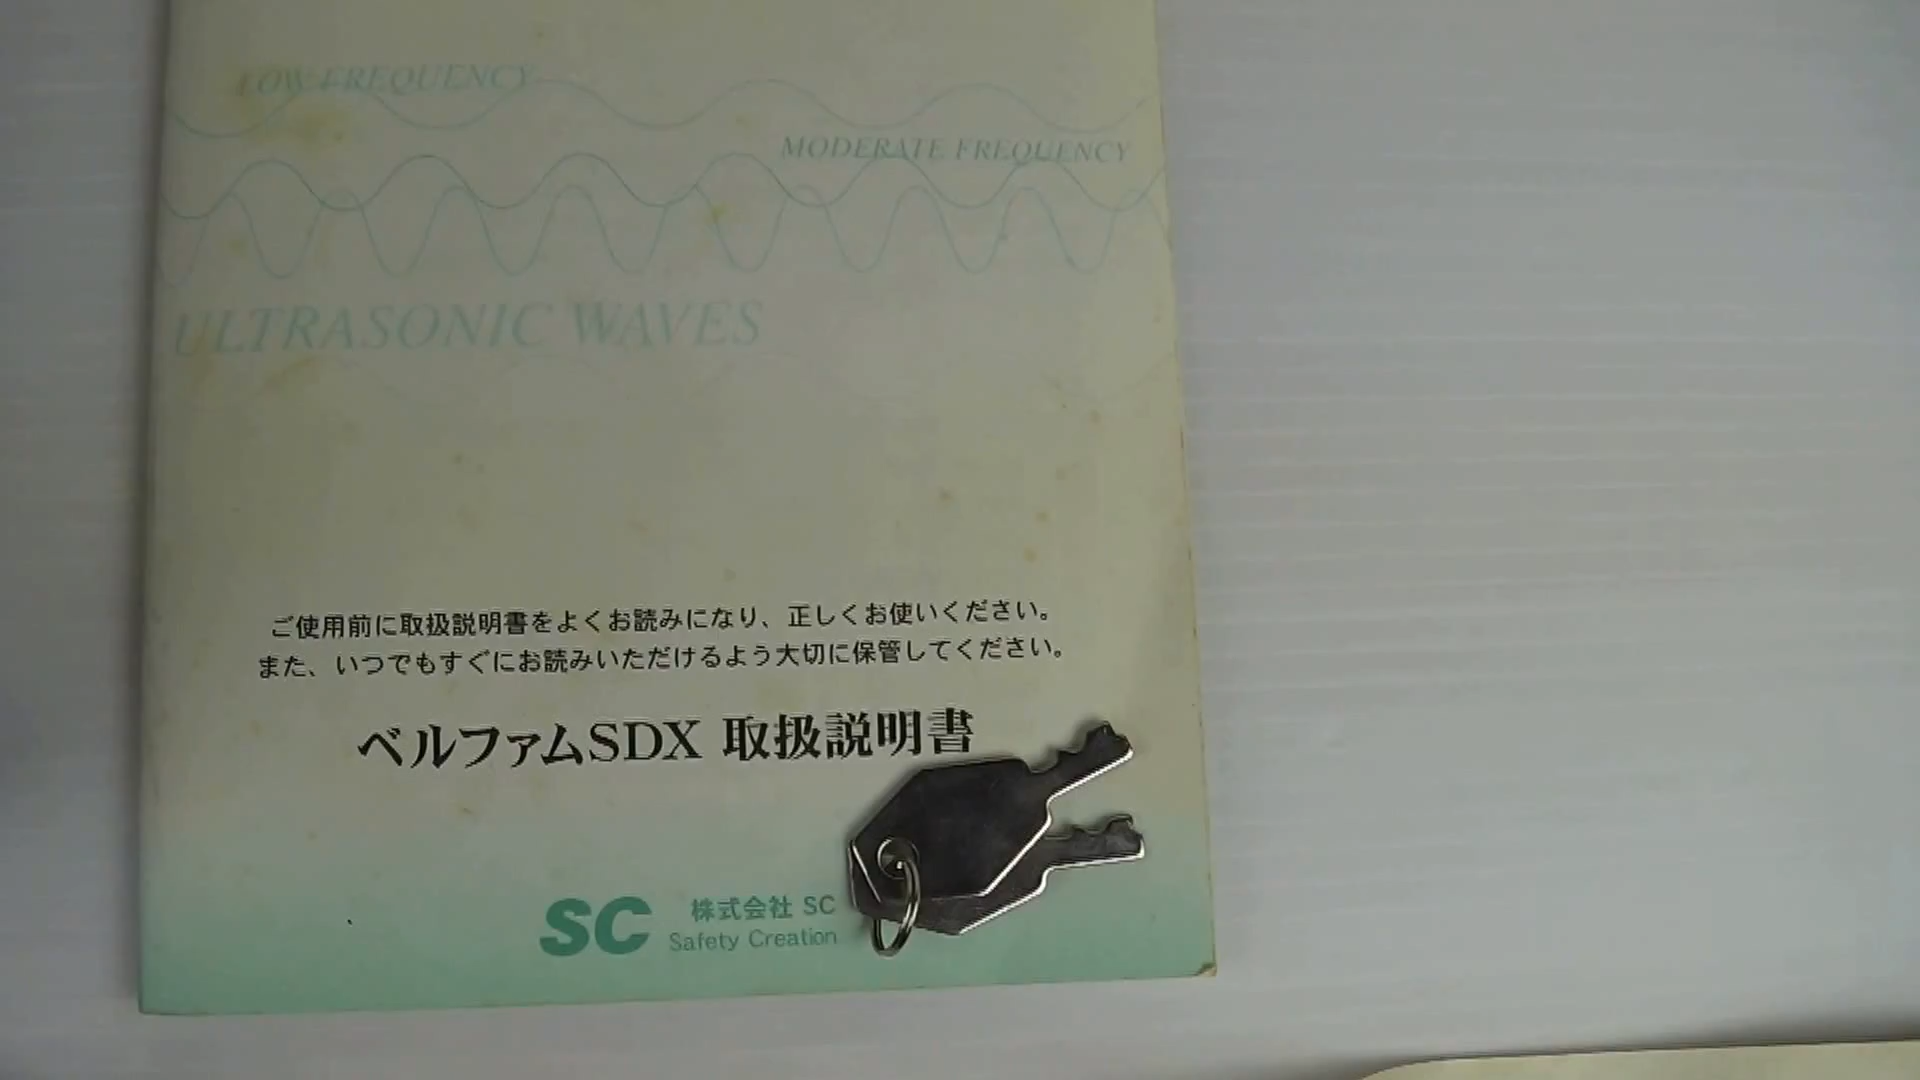 LOW FREQUENCY
MODERATE FREQUENCY
ULTRASONIC WAVES
ご使用前に取扱説明書をよくお読みになり、正しくお使いください。
また、いつでもすぐにお読みいただけるよう大切に保管してください。
ベルファムSDX 取扱説明書
SC 株式会社 SC
Safety Creation